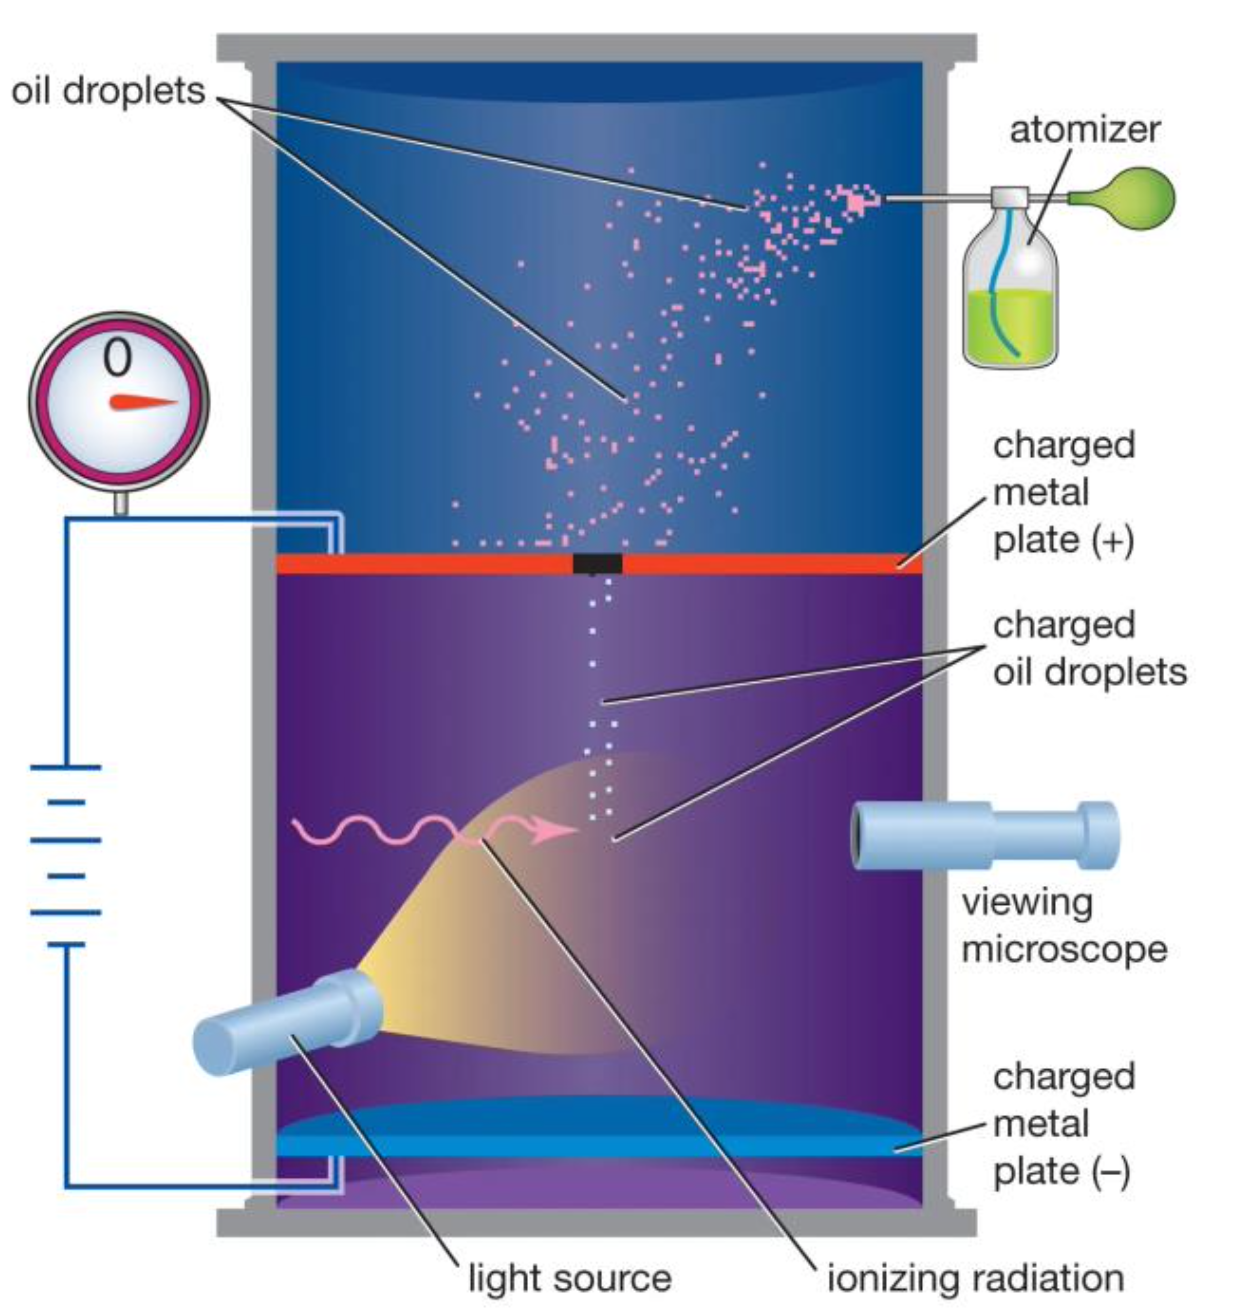 oil droplets
atomizer
0
charged
metal
plate (+)
charged
oil droplets
viewing
microscope
charged
metal
plate (–)
light source
ionizing radiation